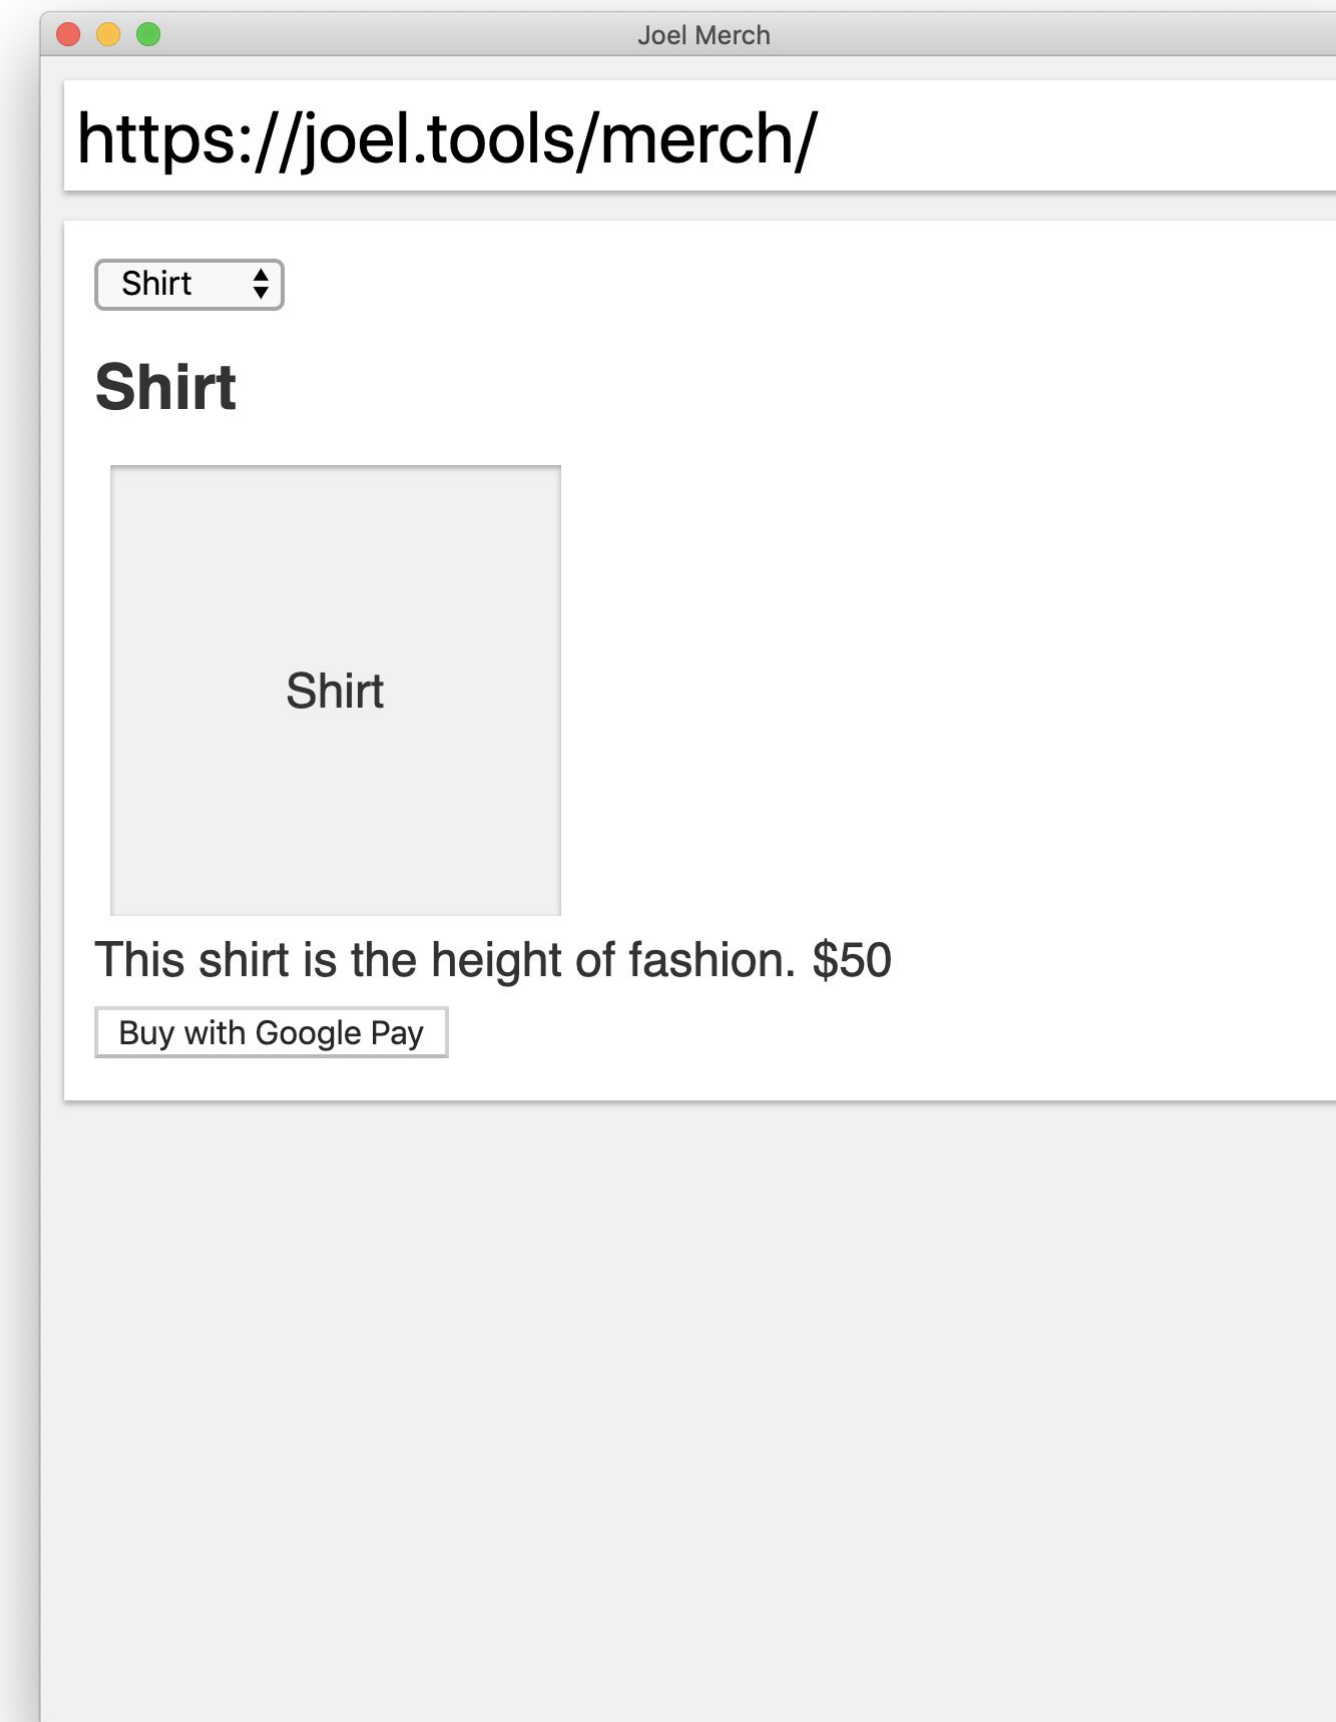 Joel Merch
https://joel.tools/merch/
Shirt
Shirt
Shirt
This shirt is the height of fashion. $50
Buy with Google Pay